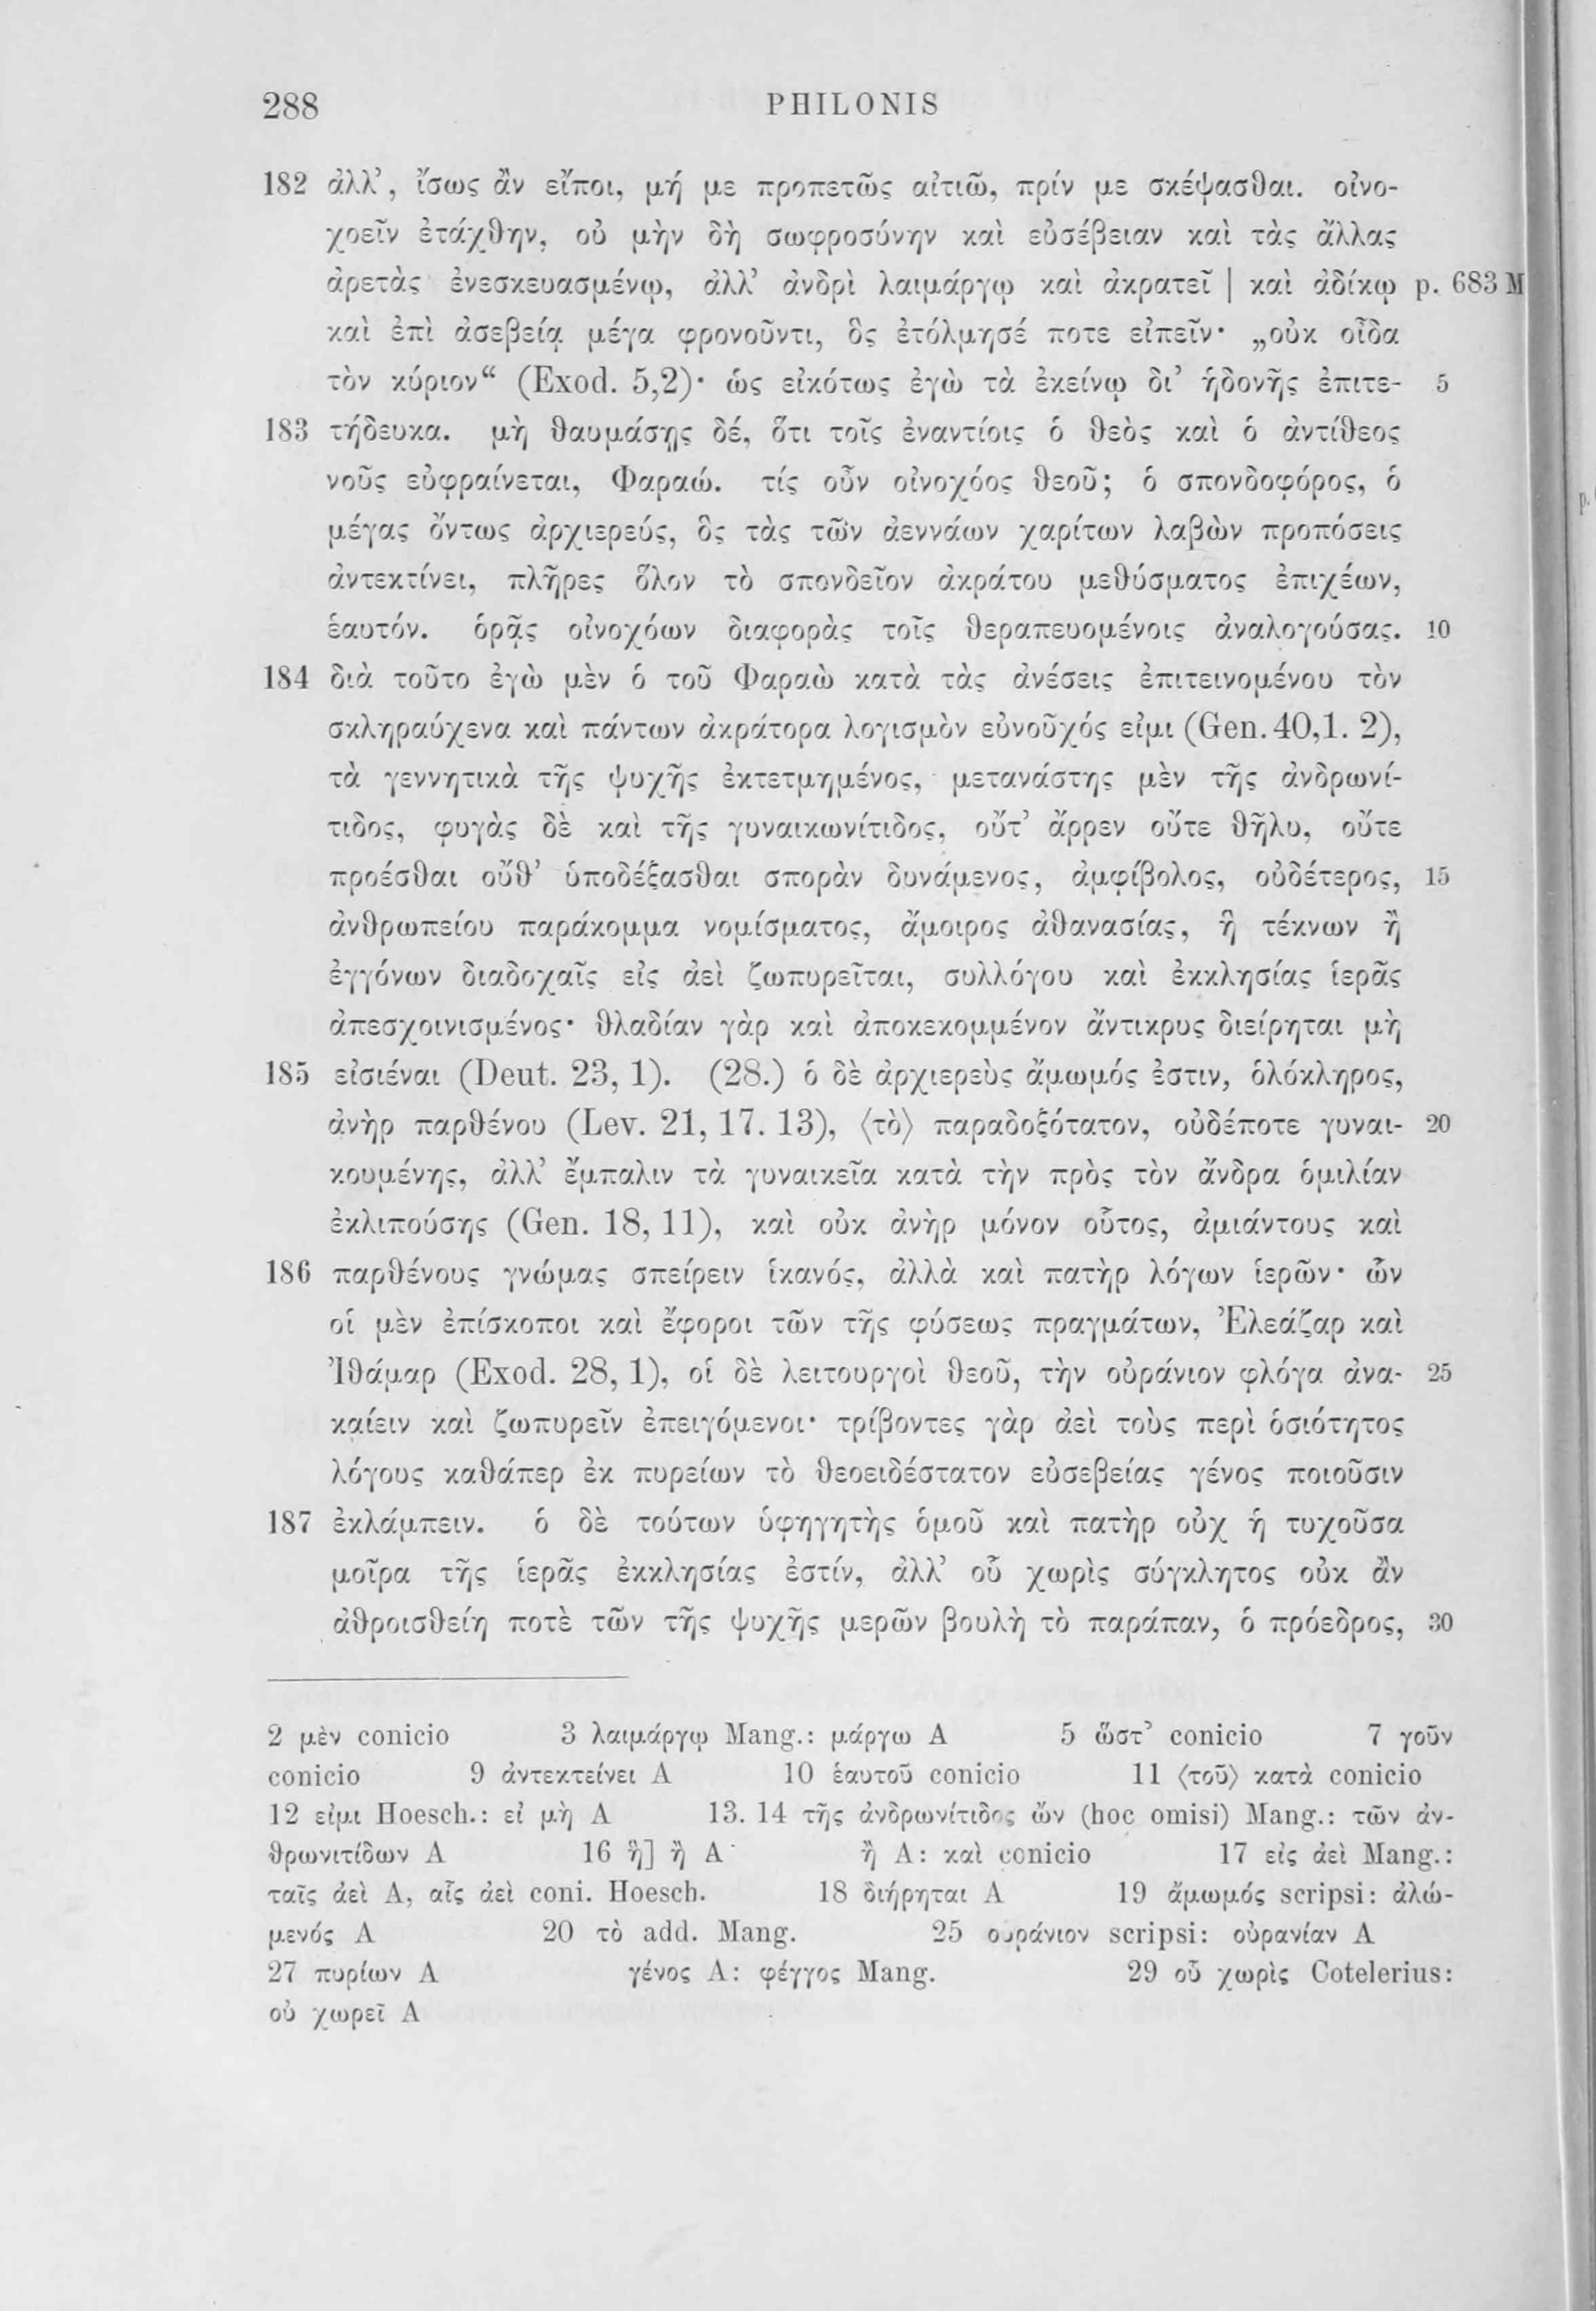 288 PHILONIS
182 ἀλλ’, ἴσως ἂν εἴποι, μή με προπετῶς αἰτιῶ, πρίν με σκέψασθαι. οἰνο-
χοεῖν ἐτάχθην, οὐ μὴν δὴ σωφροσύνην καὶ εὐσέβειαν καὶ τὰς ἄλλας
ἀρετὰς ἐνεσκευασμένῳ, ἀλλ’ ἀνδρὶ λαιμάργῳ καὶ ἀκρατεῖ | καὶ ἀδίκῳ p. 683 M
καὶ ἐπὶ ἀσεβείᾳ μέγα φρονοῦντι, ὃς ἐτόλμησέ ποτε εἰπεῖν· „οὐκ οἶδα
τὸν κύριον“ (Exod. 5,2)· ὡς εἰκότως ἐγὼ τὰ ἐκείνῳ δι’ ἡδονῆς ἐπιτε- 5
183 τήδευκα. μὴ θαυμάσῃς δέ, ὅτι τοῖς ἐναντίοις ὁ θεὸς καὶ ὁ ἀντίθεος
νοῦς εὐφραίνεται, Φαραώ. τίς οὖν οἰνοχόος θεοῦ; ὁ σπονδοφόρος, ὁ
μέγας ὄντως ἀρχιερεύς, ὃς τὰς τῶν ἀεννάων χαρίτων λαβὼν προπόσεις
ἀντεκτίνει, πλῆρες ὅλον τὸ σπονδεῖον ἀκράτου μεθύσματος ἐπιχέων,
ἑαυτόν. ὁρᾷς οἰνοχόων διαφορὰς τοῖς θεραπευομένοις ἀναλογούσας. 10
184 διὰ τοῦτο ἐγὼ μὲν ὁ τοῦ Φαραὼ κατὰ τὰς ἀνέσεις ἐπιτεινομένου τὸν
σκληραύχενα καὶ πάντων ἀκράτορα λογισμὸν εὐνοῦχός εἰμι (Gen. 40,1. 2),
τὰ γεννητικὰ τῆς ψυχῆς ἐκτετμημένος, μετανάστης μὲν τῆς ἀνδρωνί-
τιδος, φυγὰς δὲ καὶ τῆς γυναικωνίτιδος, οὔτ’ ἄρρεν οὔτε θῆλυ, οὔτε
προέσθαι οὔθ’ ὑποδέξασθαι σπορὰν δυνάμενος, ἀμφίβολος, οὐδέτερος, 15
ἀνθρωπείου παράκομμα νομίσματος, ἄμοιρος ἀθανασίας, ἣ τέκνων ἢ
ἐγγόνων διαδοχαῖς εἰς ἀεὶ ζωπυρεῖται, συλλόγου καὶ ἐκκλησίας ἱερᾶς
ἀπεσχοινισμένος· θλαδίαν γὰρ καὶ ἀποκεκομμένον ἄντικρυς διείρηται μὴ
185 εἰσιέναι (Deut. 23, 1). (28.) ὁ δὲ ἀρχιερεὺς ἄμωμός ἐστιν, ὁλόκληρος,
ἀνὴρ παρθένου (Lev. 21, 17. 13), ⟨τὸ⟩ παραδοξότατον, οὐδέποτε γυναι- 20
κουμένης, ἀλλ’ ἔμπαλιν τὰ γυναικεῖα κατὰ τὴν πρὸς τὸν ἄνδρα ὁμιλίαν
ἐκλιπούσης (Gen. 18, 11), καὶ οὐκ ἀνὴρ μόνον οὗτος, ἀμιάντους καὶ
186 παρθένους γνώμας σπείρειν ἱκανός, ἀλλὰ καὶ πατὴρ λόγων ἱερῶν· ὧν
οἱ μὲν ἐπίσκοποι καὶ ἔφοροι τῶν τῆς φύσεως πραγμάτων, Ἐλεάζαρ καὶ
Ἰθάμαρ (Exod. 28, 1), οἱ δὲ λειτουργοὶ θεοῦ, τὴν οὐράνιον φλόγα ἀνα- 25
καίειν καὶ ζωπυρεῖν ἐπειγόμενοι· τρίβοντες γὰρ ἀεὶ τοὺς περὶ ὁσιότητος
λόγους καθάπερ ἐκ πυρείων τὸ θεοειδέστατον εὐσεβείας γένος ποιοῦσιν
187 ἐκλάμπειν. ὁ δὲ τούτων ὑφηγητὴς ὁμοῦ καὶ πατὴρ οὐχ ἡ τυχοῦσα
μοῖρα τῆς ἱερᾶς ἐκκλησίας ἐστίν, ἀλλ’ οὗ χωρὶς σύγκλητος οὐκ ἂν
ἀθροισθείη ποτὲ τῶν τῆς ψυχῆς μερῶν βουλὴ τὸ παράπαν, ὁ πρόεδρος, 30
2 μὲν conicio 3 λαιμάργῳ Mang.: μάργω A 5 ὥστ’ conicio 7 γοῦν
conicio 9 ἀντεκτείνει A 10 ἑαυτοῦ conicio 11 ⟨τοῦ⟩ κατὰ conicio
12 εἰμι Hoesch.: εἰ μὴ A 13. 14 τῆς ἀνδρωνίτιδος ὤν (hoc omisi) Mang.: τῶν ἀν-
θρωνιτίδων A 16 ἣ] ἢ A ἢ A: καὶ conicio 17 εἰς ἀεὶ Mang.:
ταῖς ἀεὶ A, αἷς ἀεὶ coni. Hoesch. 18 διήρηται A 19 ἄμωμός scripsi: ἀλώ-
μενός A 20 τὸ add. Mang. 25 οὐράνιον scripsi: οὐρανίαν A
27 πυρίων A γένος A: φέγγος Mang. 29 οὗ χωρὶς Cotelerius:
οὐ χωρεῖ A